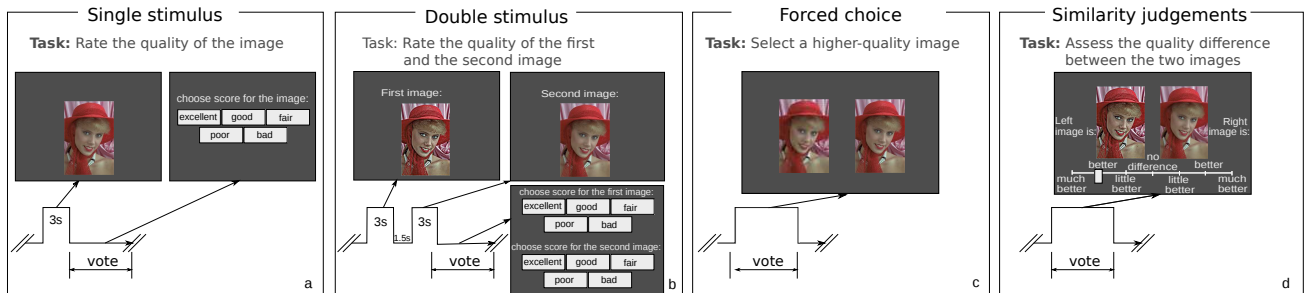 Single stimulus
Task: Rate the quality of the image
choose score for the image:
excellent good fair
poor bad
3s
vote
a
Double stimulus
Task: Rate the quality of the first
and the second image
First image:
Second image:
choose score for the first image:
excellent good fair
poor bad
choose score for the second image:
excellent good fair
poor bad
3s 3s
1.5s
vote
b
Forced choice
Task: Select a higher-quality image
vote
c
Similarity judgements
Task: Assess the quality difference
between the two images
Left
image is:
Right
image is:
much
better
better
little
better
no
difference
little
better
better
much
better
vote
d